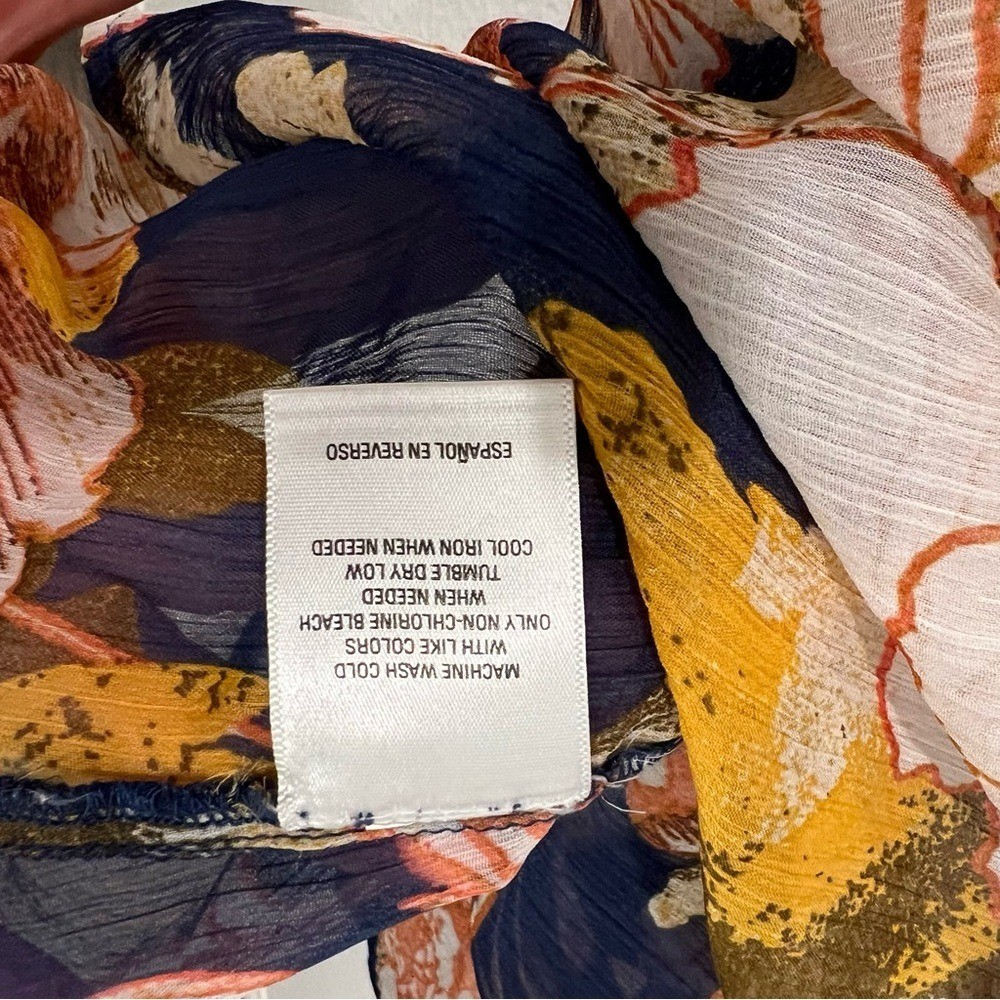 MACHINE WASH COLD
WITH LIKE COLORS
ONLY NON-CHLORINE BLEACH
WHEN NEEDED
TUMBLE DRY LOW
COOL IRON WHEN NEEDED
ESPAÑOL EN REVERSO